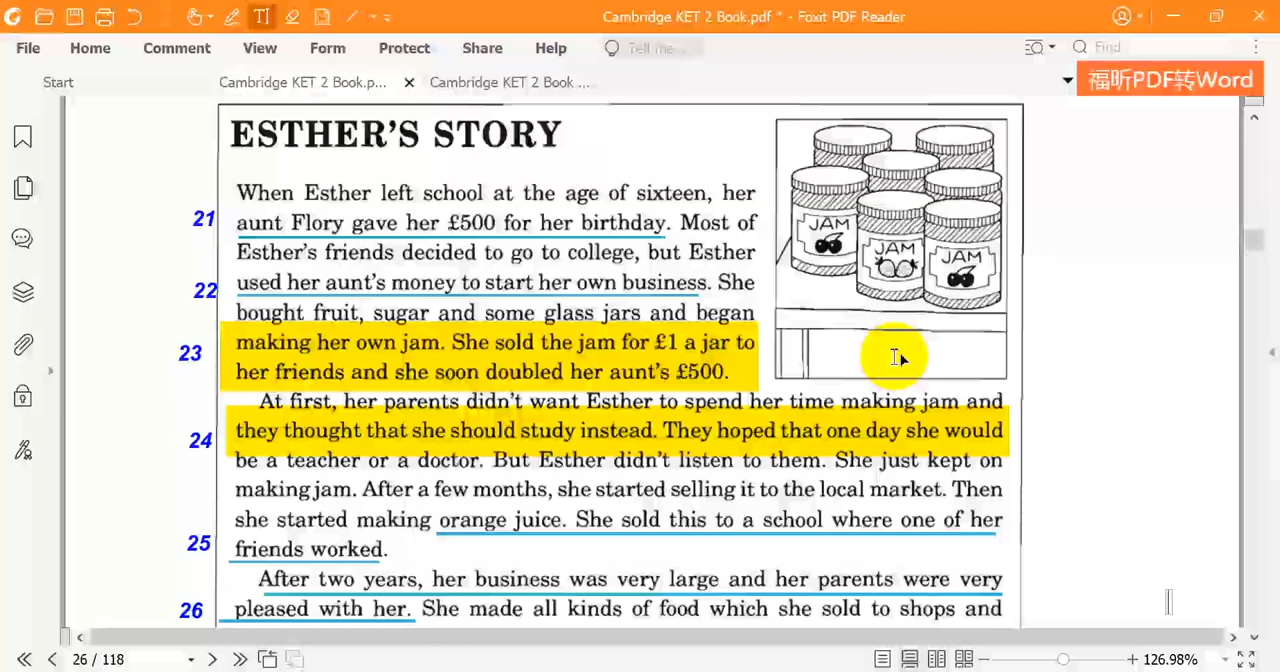 Cambridge KET 2 Book.pdf * - Foxit PDF Reader
File Home Comment View Form Protect Share Help Tell me... Find
Start Cambridge KET 2 Book.p... Cambridge KET 2 Book ... 福昕PDF转Word
ESTHER'S STORY
When Esther left school at the age of sixteen, her
21 aunt Flory gave her £500 for her birthday. Most of
Esther's friends decided to go to college, but Esther
22 used her aunt's money to start her own business. She
bought fruit, sugar and some glass jars and began
23 making her own jam. She sold the jam for £1 a jar to
her friends and she soon doubled her aunt's £500.
JAM
JAM
JAM
At first, her parents didn't want Esther to spend her time making jam and
24 they thought that she should study instead. They hoped that one day she would
be a teacher or a doctor. But Esther didn't listen to them. She just kept on
making jam. After a few months, she started selling it to the local market. Then
she started making orange juice. She sold this to a school where one of her
25 friends worked.
After two years, her business was very large and her parents were very
26 pleased with her. She made all kinds of food which she sold to shops and
26 / 118 126.98%